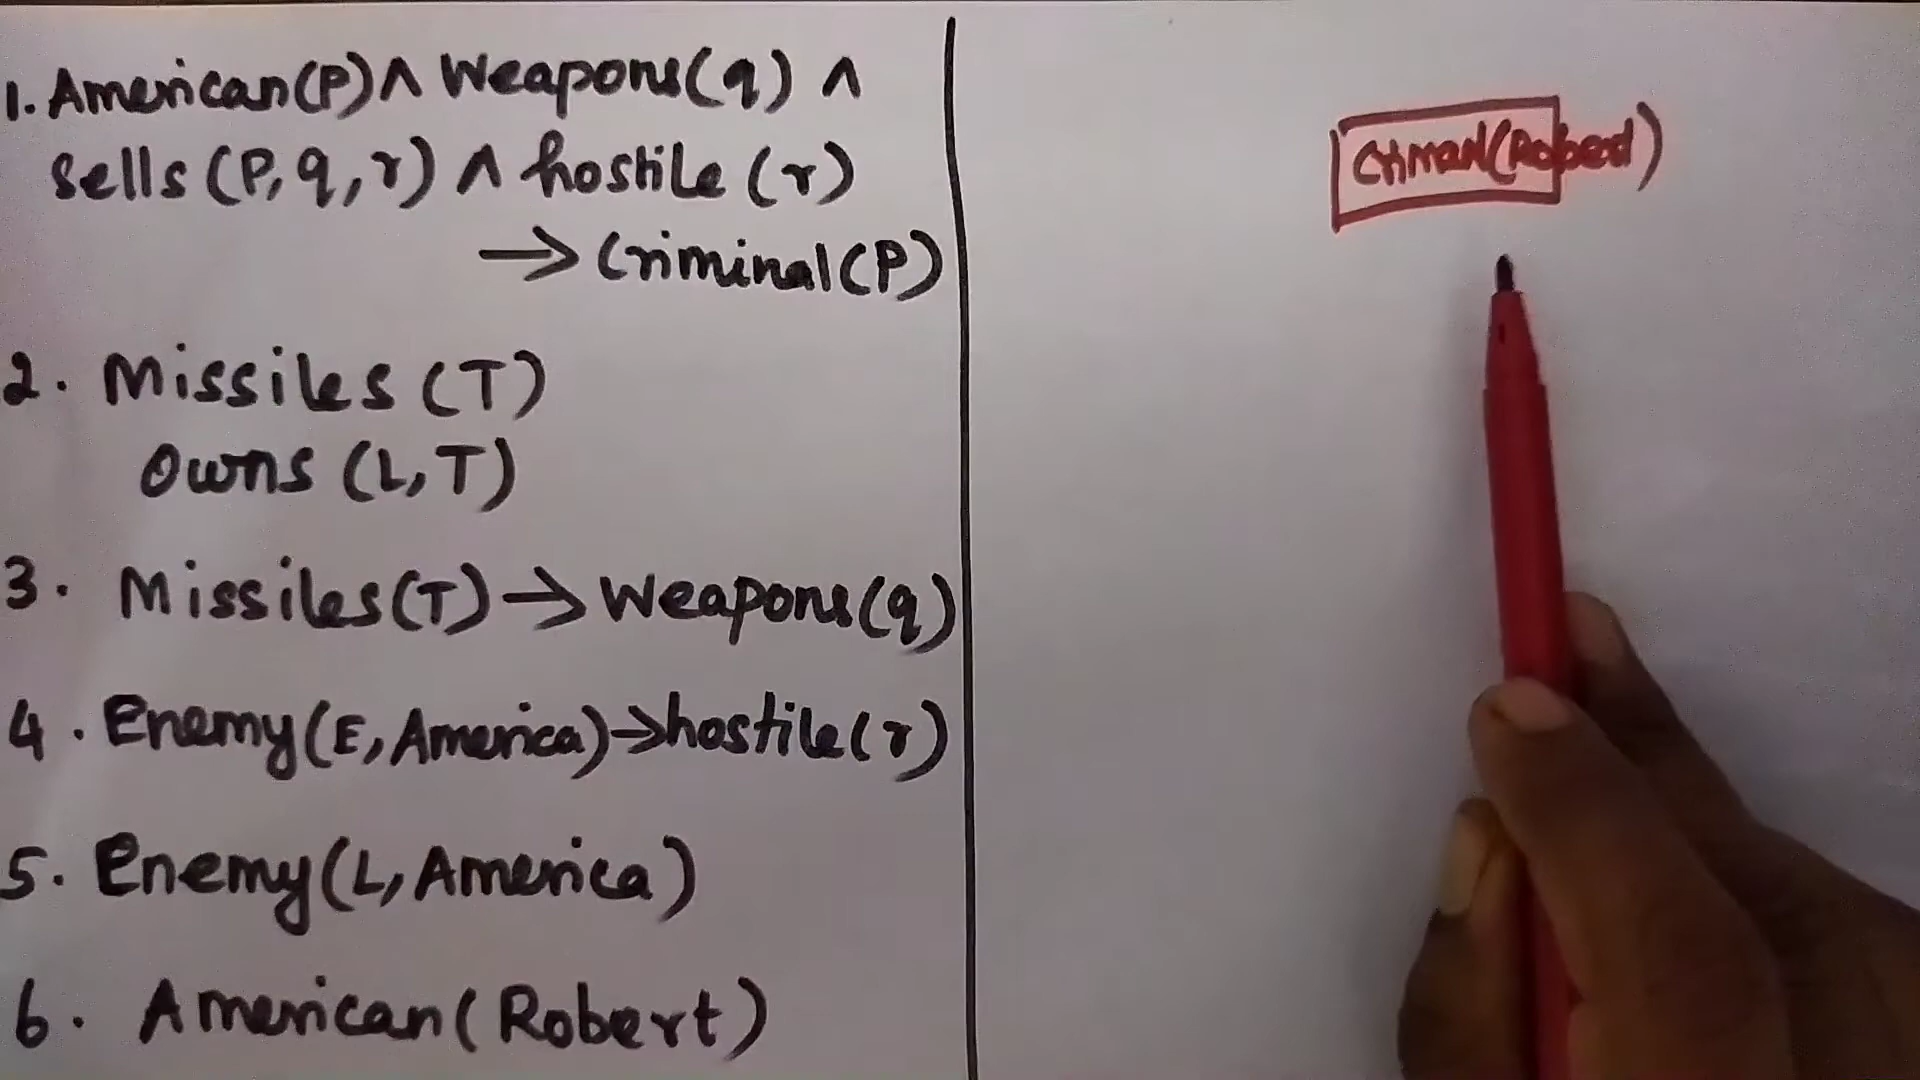 1. American(P) ∧ Weapons(q) ∧
Sells (P, q, r) ∧ hostile (r)
→ Criminal(P)
2. Missiles (T)
Owns (L, T)
3. Missiles(T) → Weapons(q)
4. Enemy(E, America) → hostile(r)
5. Enemy(L, America)
6. American(Robert)
(Robert)